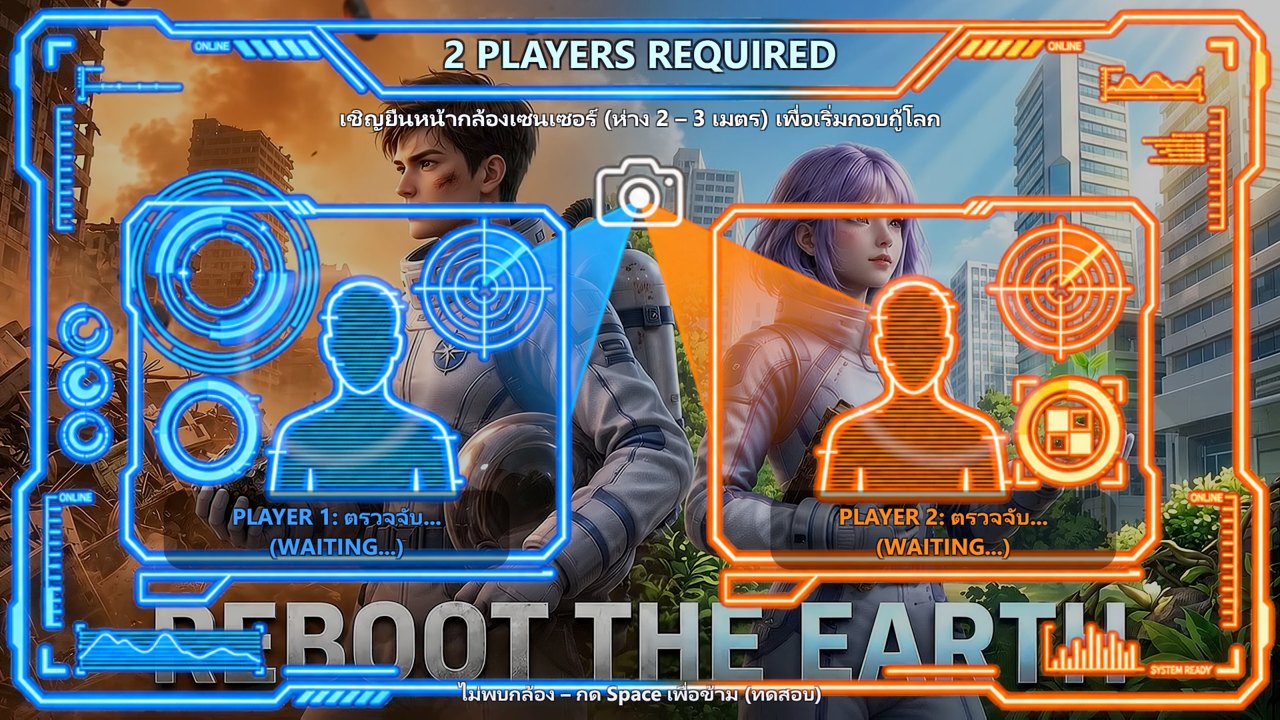 2 PLAYERS REQUIRED
ONLINE
ONLINE
เชิญยืนหน้ากล้องเซนเซอร์ (ห่าง 2 – 3 เมตร) เพื่อเริ่มกอบกู้โลก
ONLINE
ONLINE
PLAYER 1: ตรวจจับ...
(WAITING...)
PLAYER 2: ตรวจจับ...
(WAITING...)
REBOOT THE EARTH
SYSTEM READY
ไม่พบกล้อง – กด Space เพื่อข้าม (ทดสอบ)